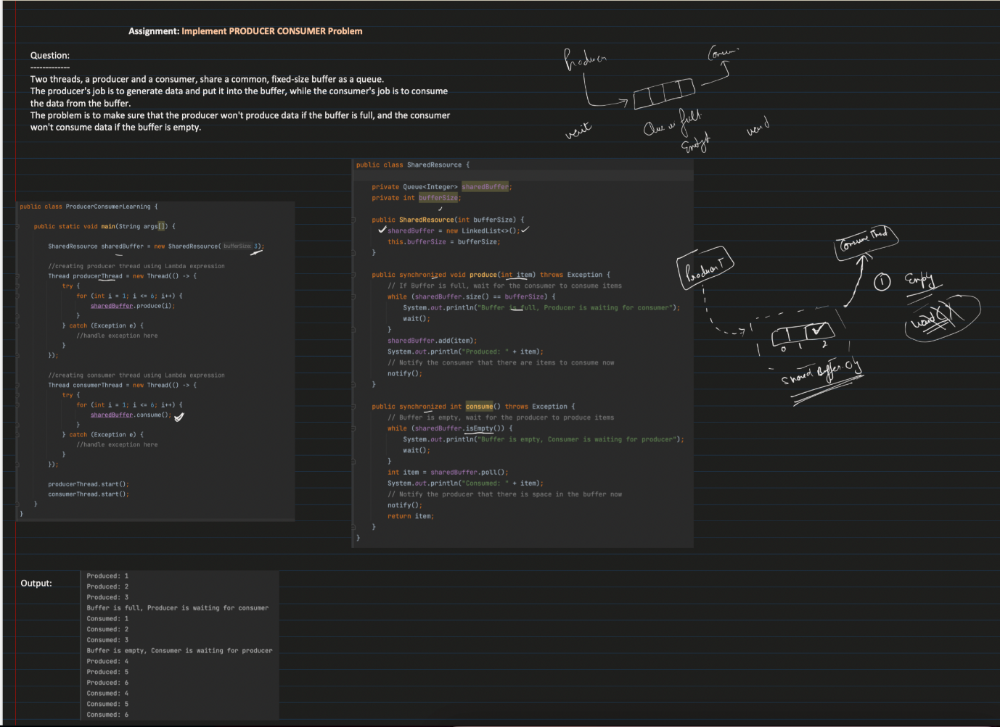 Assignment: Implement PRODUCER CONSUMER Problem
Question:
-------------
Two threads, a producer and a consumer, share a common, fixed-size buffer as a queue.
The producer's job is to generate data and put it into the buffer, while the consumer's job is to consume
the data from the buffer.
The problem is to make sure that the producer won't produce data if the buffer is full, and the consumer
won't consume data if the buffer is empty.
wait
full
Empty
public class ProducerConsumerLearning {
public static void main(String args[]) {
SharedResource sharedBuffer = new SharedResource( bufferSize: 3);
//creating producer thread using Lambda expression
Thread producerThread = new Thread(() -> {
try {
for (int i = 1; i <= 6; i++) {
sharedBuffer.produce(i);
}
} catch (Exception e) {
//handle exception here
}
});
//creating consumer thread using Lambda expression
Thread consumerThread = new Thread(() -> {
try {
for (int i = 1; i <= 6; i++) {
sharedBuffer.consume();
}
} catch (Exception e) {
//handle exception here
}
});
producerThread.start();
consumerThread.start();
}
}
public class SharedResource {
private Queue<Integer> sharedBuffer;
private int bufferSize;
public SharedResource(int bufferSize) {
sharedBuffer = new LinkedList<>();
this.bufferSize = bufferSize;
}
public synchronized void produce(int item) throws Exception {
// If Buffer is full, wait for the consumer to consume items
while (sharedBuffer.size() == bufferSize) {
System.out.println("Buffer is full, Producer is waiting for consumer");
wait();
}
sharedBuffer.add(item);
System.out.println("Produced: " + item);
// Notify the consumer that there are items to consume now
notify();
}
public synchronized int consume() throws Exception {
// Buffer is empty, wait for the producer to produce items
while (sharedBuffer.isEmpty()) {
System.out.println("Buffer is empty, Consumer is waiting for producer");
wait();
}
int item = sharedBuffer.poll();
System.out.println("Consumed: " + item);
// Notify the producer that there is space in the buffer now
notify();
return item;
}
}
1
Empty
0 1 2
Output:
Produced: 1
Produced: 2
Produced: 3
Buffer is full, Producer is waiting for consumer
Consumed: 1
Consumed: 2
Consumed: 3
Buffer is empty, Consumer is waiting for producer
Produced: 4
Produced: 5
Produced: 6
Consumed: 4
Consumed: 5
Consumed: 6